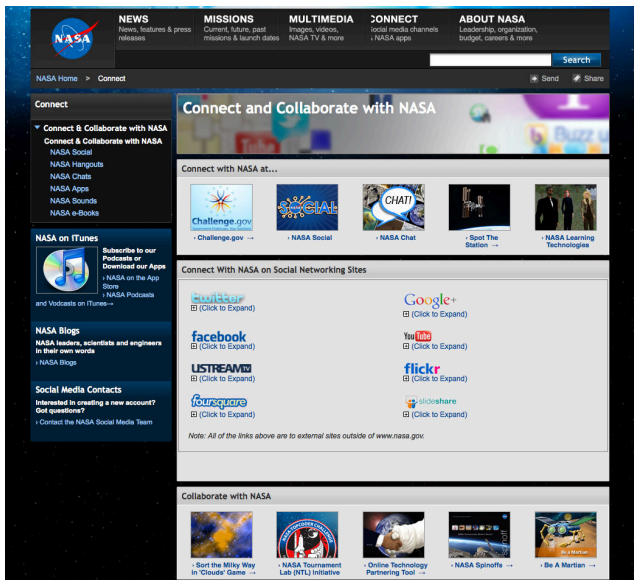 NASA
NEWS
News, features & press
releases
MISSIONS
Current, future, past
missions & launch dates
MULTIMEDIA
Images, videos,
NASA TV & more
CONNECT
Social media channels
& NASA apps
ABOUT NASA
Leadership, organization,
budget, careers & more
Search
NASA Home > Connect
Send
Share
Connect
Connect & Collaborate with NASA
Connect & Collaborate with NASA
NASA Social
NASA Hangouts
NASA Chats
NASA Apps
NASA Sounds
NASA e-Books
NASA on iTunes
Subscribe to our
Podcasts or
Download our Apps
› NASA on the App
Store
› NASA Podcasts
and Vodcasts on iTunes→
NASA Blogs
NASA leaders, scientists and engineers
in their own words
› NASA Blogs
Social Media Contacts
Interested in creating a new account?
Got questions?
› Contact the NASA Social Media Team
Connect and Collaborate with NASA
Tube
Buzz u
Connect with NASA at...
Challenge.gov
› Challenge.gov →
SOCIAL
› NASA Social
CHAT!
› NASA Chat
› Spot The
Station →
› NASA Learning
Technologies
Connect With NASA on Social Networking Sites
twitter
(Click to Expand)
Google+
(Click to Expand)
facebook
(Click to Expand)
YouTube
(Click to Expand)
USTREAM TV
(Click to Expand)
flickr
(Click to Expand)
foursquare
(Click to Expand)
slideshare
(Click to Expand)
Note: All of the links above are to external sites outside of www.nasa.gov.
Collaborate with NASA
› Sort the Milky Way
in 'Clouds' Game →
NASA TOPCODER CHALLENGE
› NASA Tournament
Lab (NTL) Initiative
› Online Technology
Partnering Tool →
Spinoff
› NASA Spinoffs →
Be A Martian
› Be A Martian →